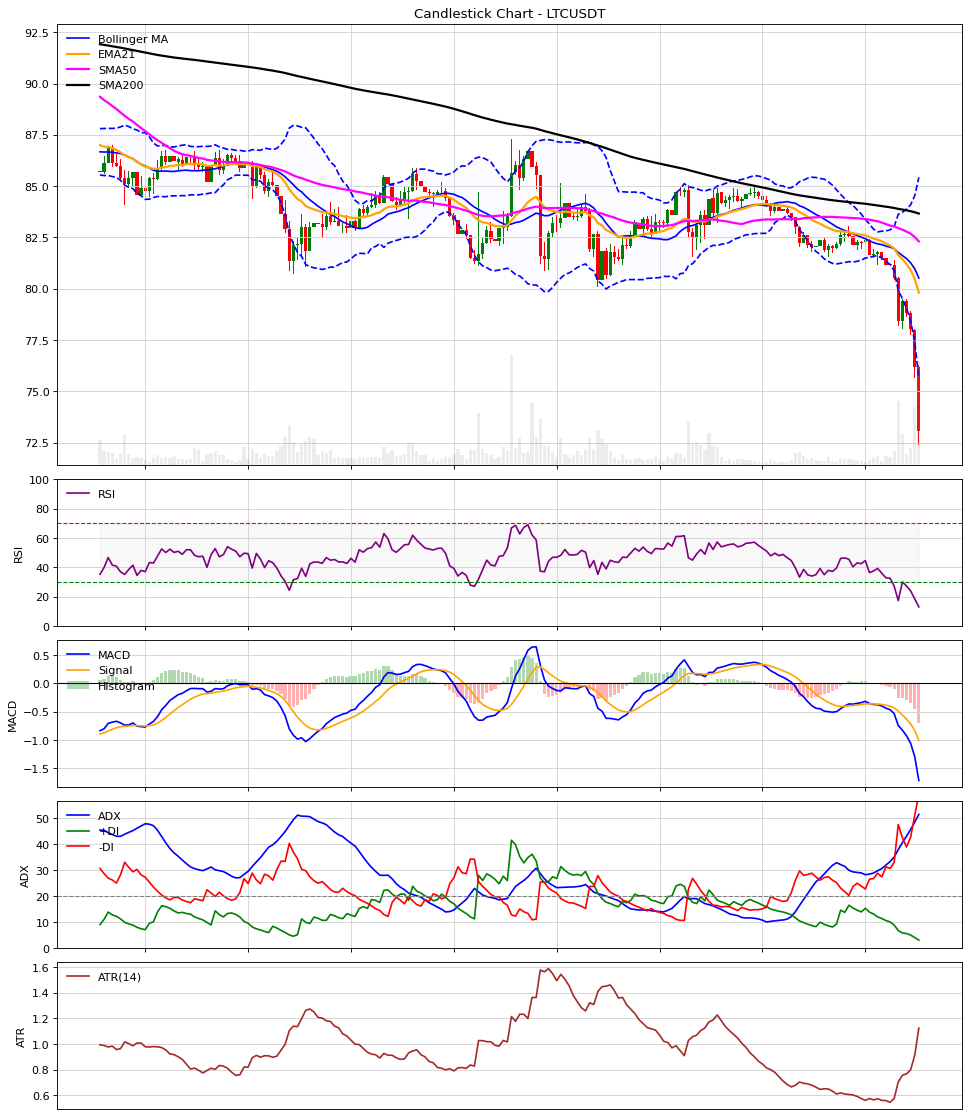 Candlestick Chart - LTCUSDT
92.5
90.0
87.5
85.0
82.5
80.0
77.5
75.0
72.5
Bollinger MA
EMA21
SMA50
SMA200
100
80
60
40
20
0
RSI
RSI
0.5
0.0
−0.5
−1.0
−1.5
MACD
MACD
Signal
Histogram
50
40
30
20
10
0
ADX
ADX
+DI
-DI
1.6
1.4
1.2
1.0
0.8
0.6
ATR
ATR(14)